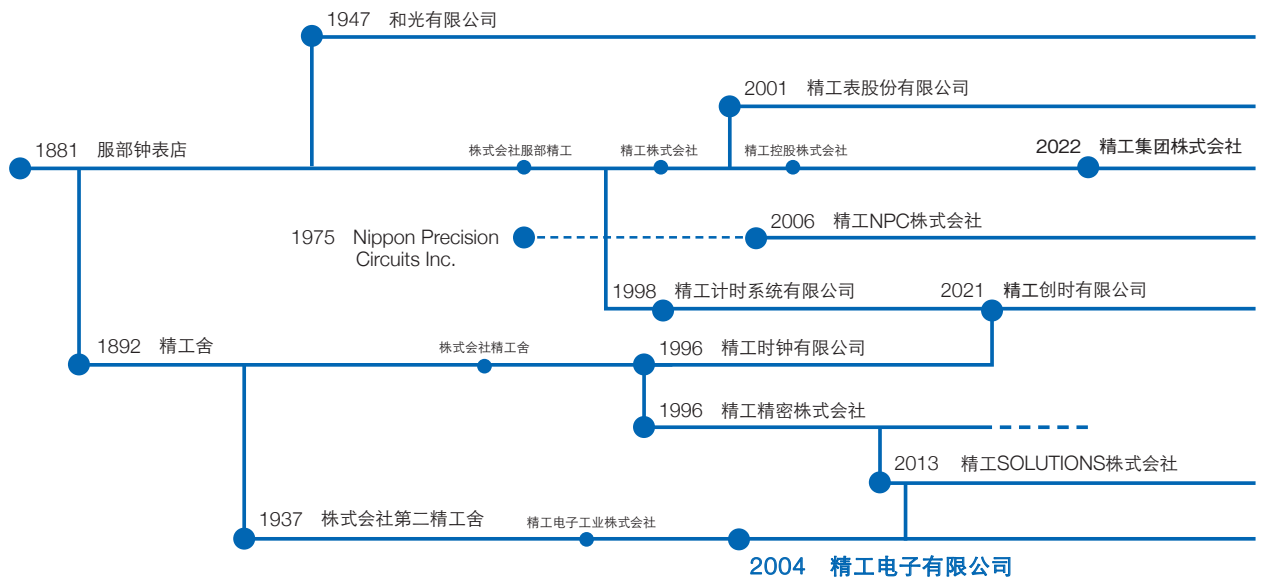 1947 和光有限公司
2001 精工表股份有限公司
1881 服部钟表店
株式会社服部精工
精工株式会社
精工控股株式会社
2022 精工集团株式会社
1975 Nippon Precision
Circuits Inc.
2006 精工NPC株式会社
1998 精工计时系统有限公司
2021 精工创时有限公司
1892 精工舍
株式会社精工舍
1996 精工时钟有限公司
1996 精工精密株式会社
2013 精工SOLUTIONS株式会社
1937 株式会社第二精工舍
精工电子工业株式会社
2004 精工电子有限公司